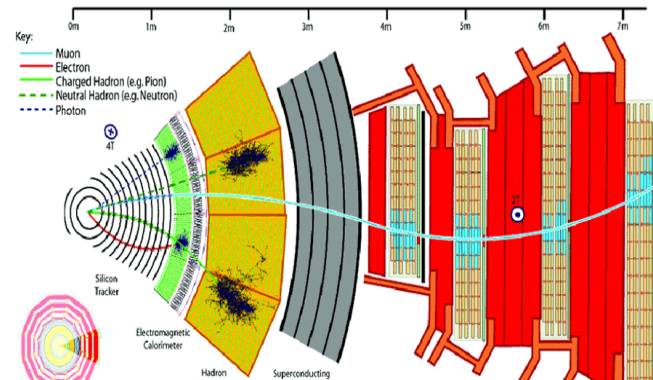 0m 1m 2m 3m 4m 5m 6m 7m
Key:
Muon
Electron
Charged Hadron (e.g. Pion)
Neutral Hadron (e.g. Neutron)
Photon
4T
2T
Silicon
Tracker
Electromagnetic
Calorimeter
Hadron
Superconducting